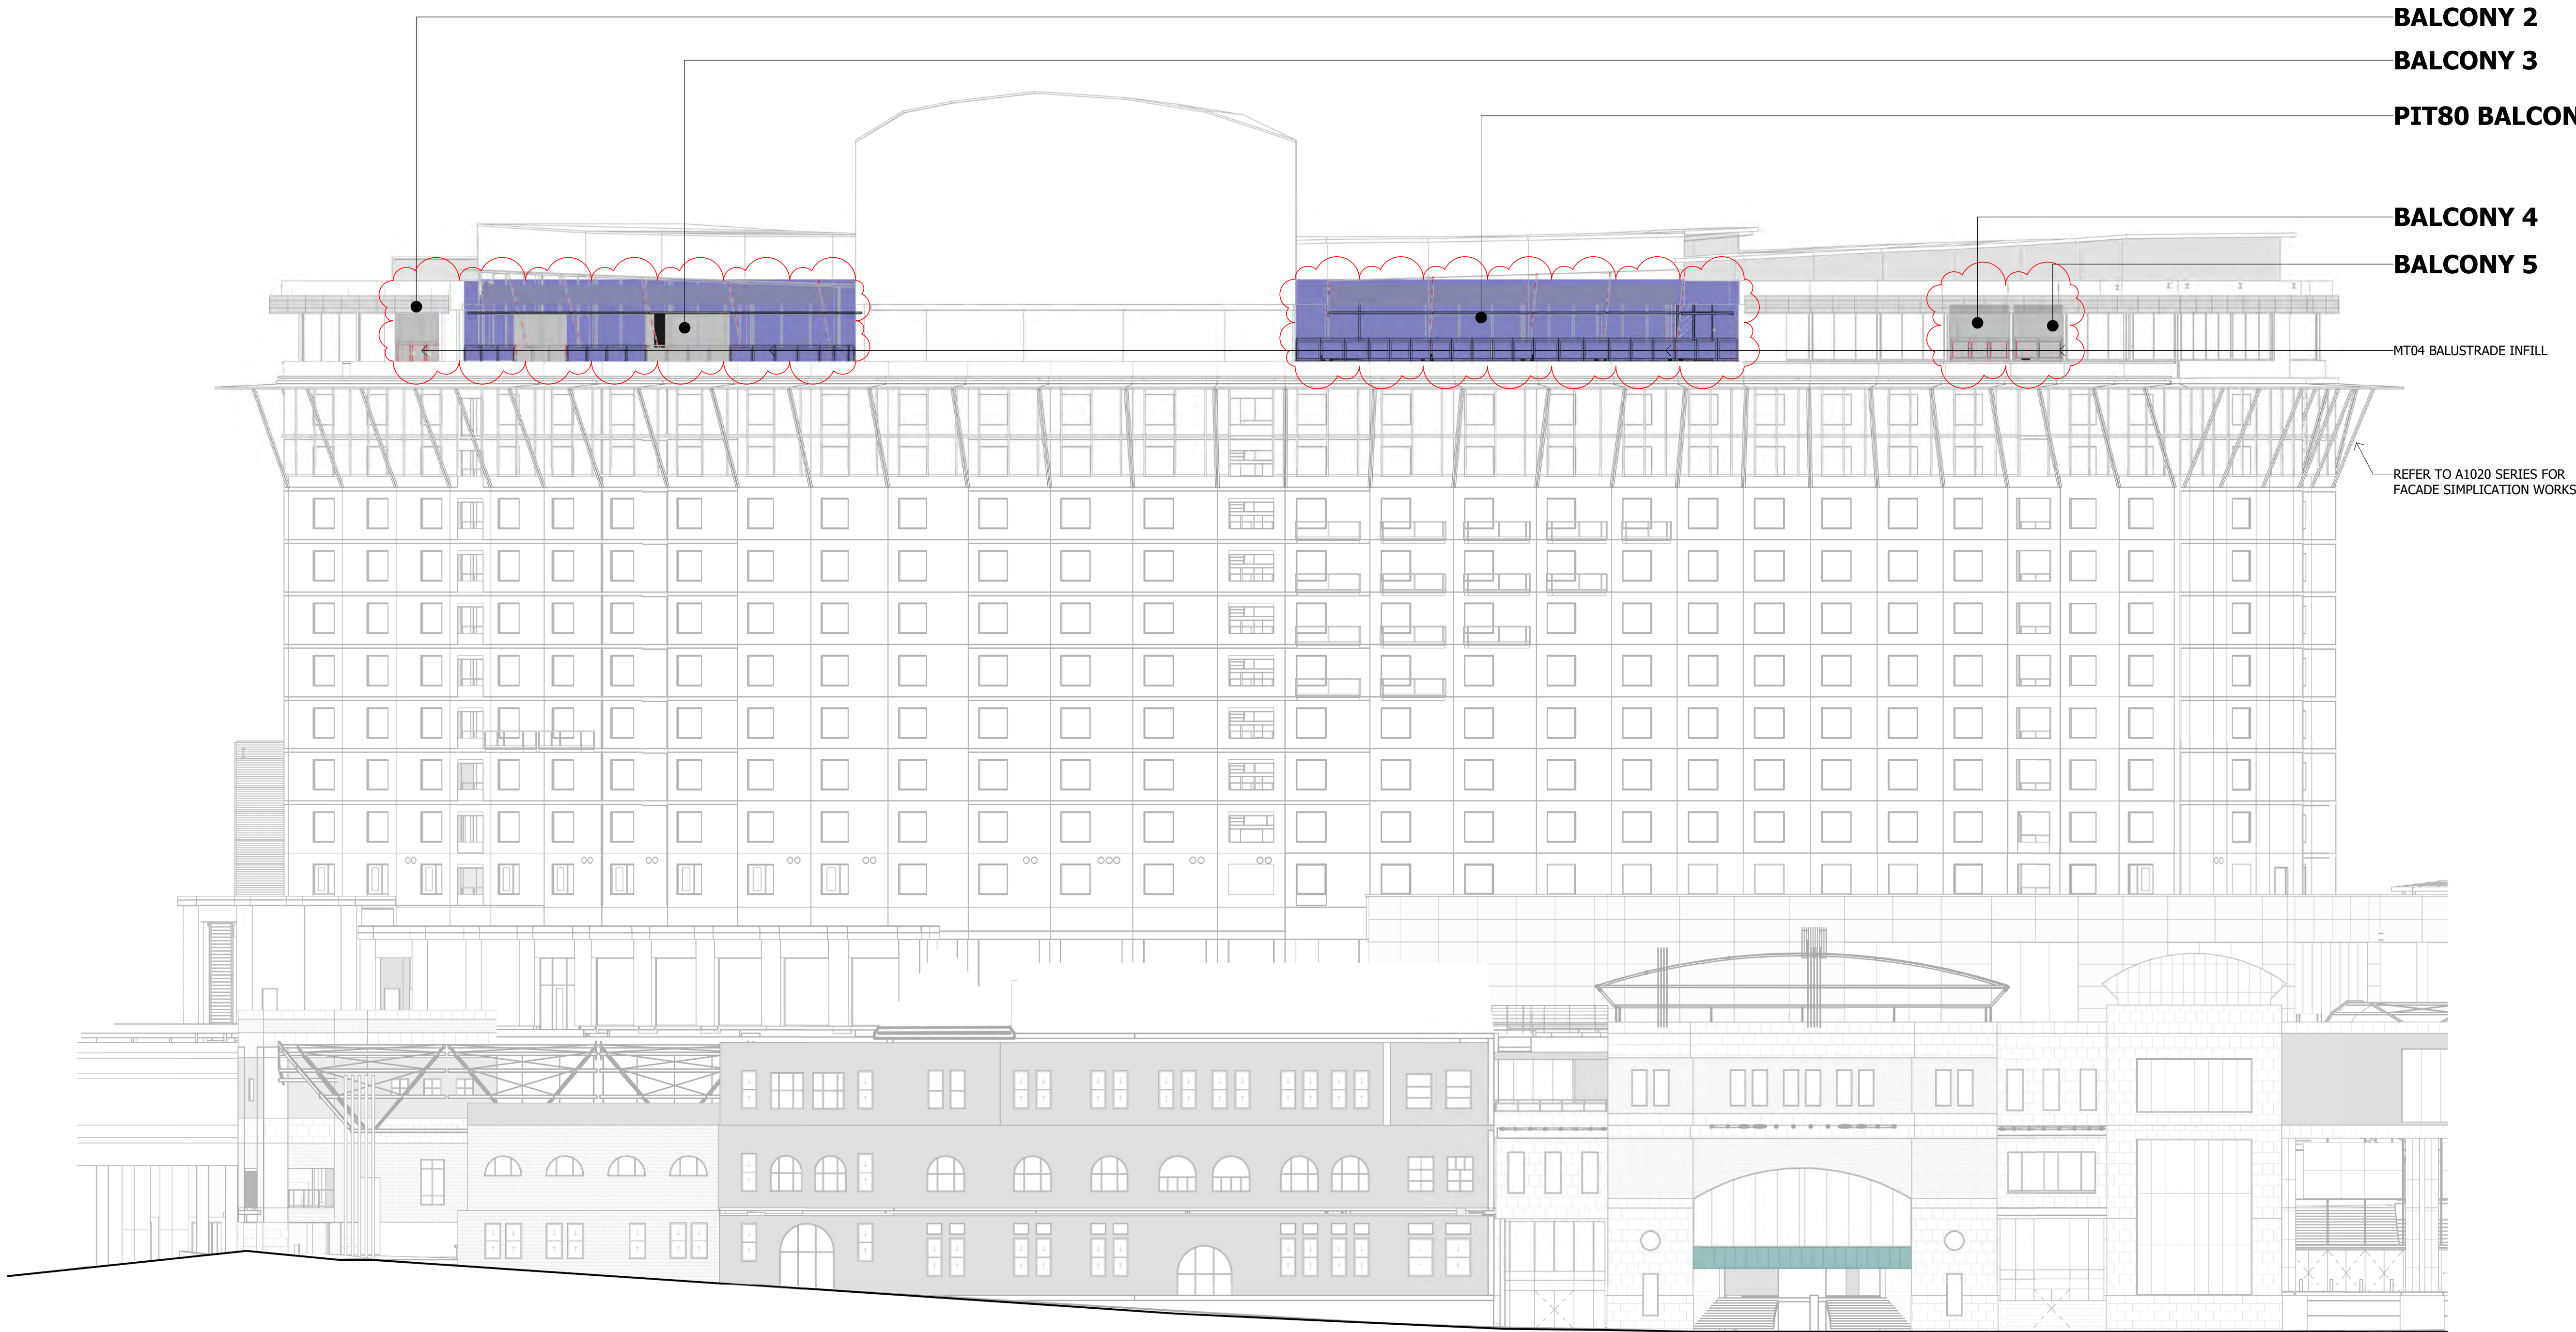 BALCONY 2
BALCONY 3
PIT80 BALCON
BALCONY 4
BALCONY 5
MT04 BALUSTRADE INFILL
REFER TO A1020 SERIES FOR
FACADE SIMPLICATION WORKS